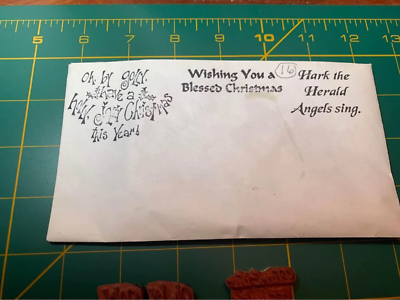 5 6 7 8 9 10 11 12 13
oh, by golly,
have a
holly, jolly Christmas
this year!
Wishing You a
Blessed Christmas
16
Hark the
Herald
Angels sing.